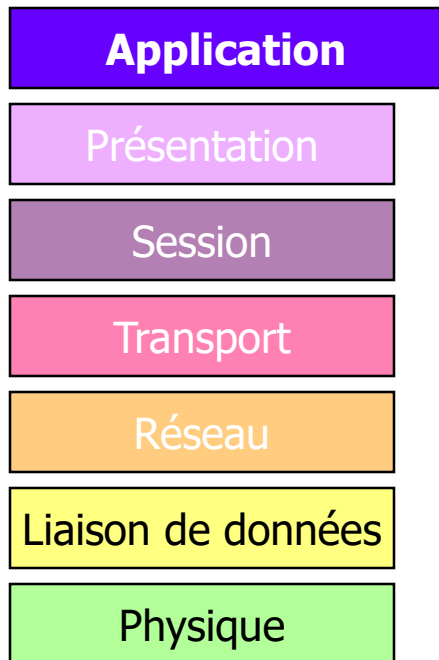 Application
Présentation
Session
Transport
Réseau
Liaison de données
Physique